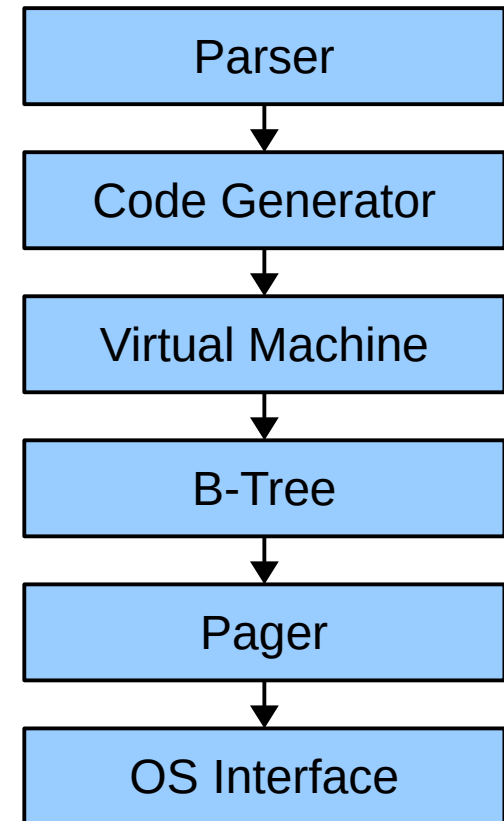 Parser
Code Generator
Virtual Machine
B-Tree
Pager
OS Interface